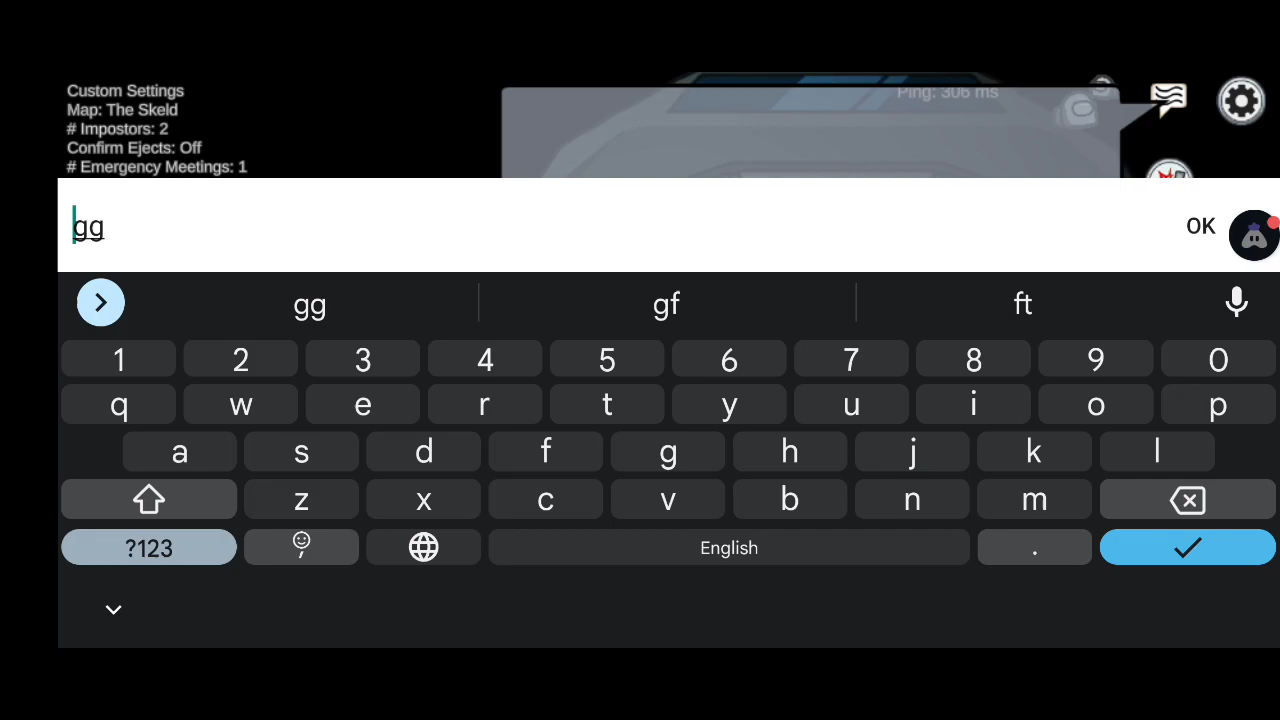 Custom Settings
Map: The Skeld
# Impostors: 2
Confirm Ejects: Off
# Emergency Meetings: 1
Ping: 306 ms
gg
OK
gg gf ft
1 2 3 4 5 6 7 8 9 0
q w e r t y u i o p
a s d f g h j k l
z x c v b n m
?123 , English .